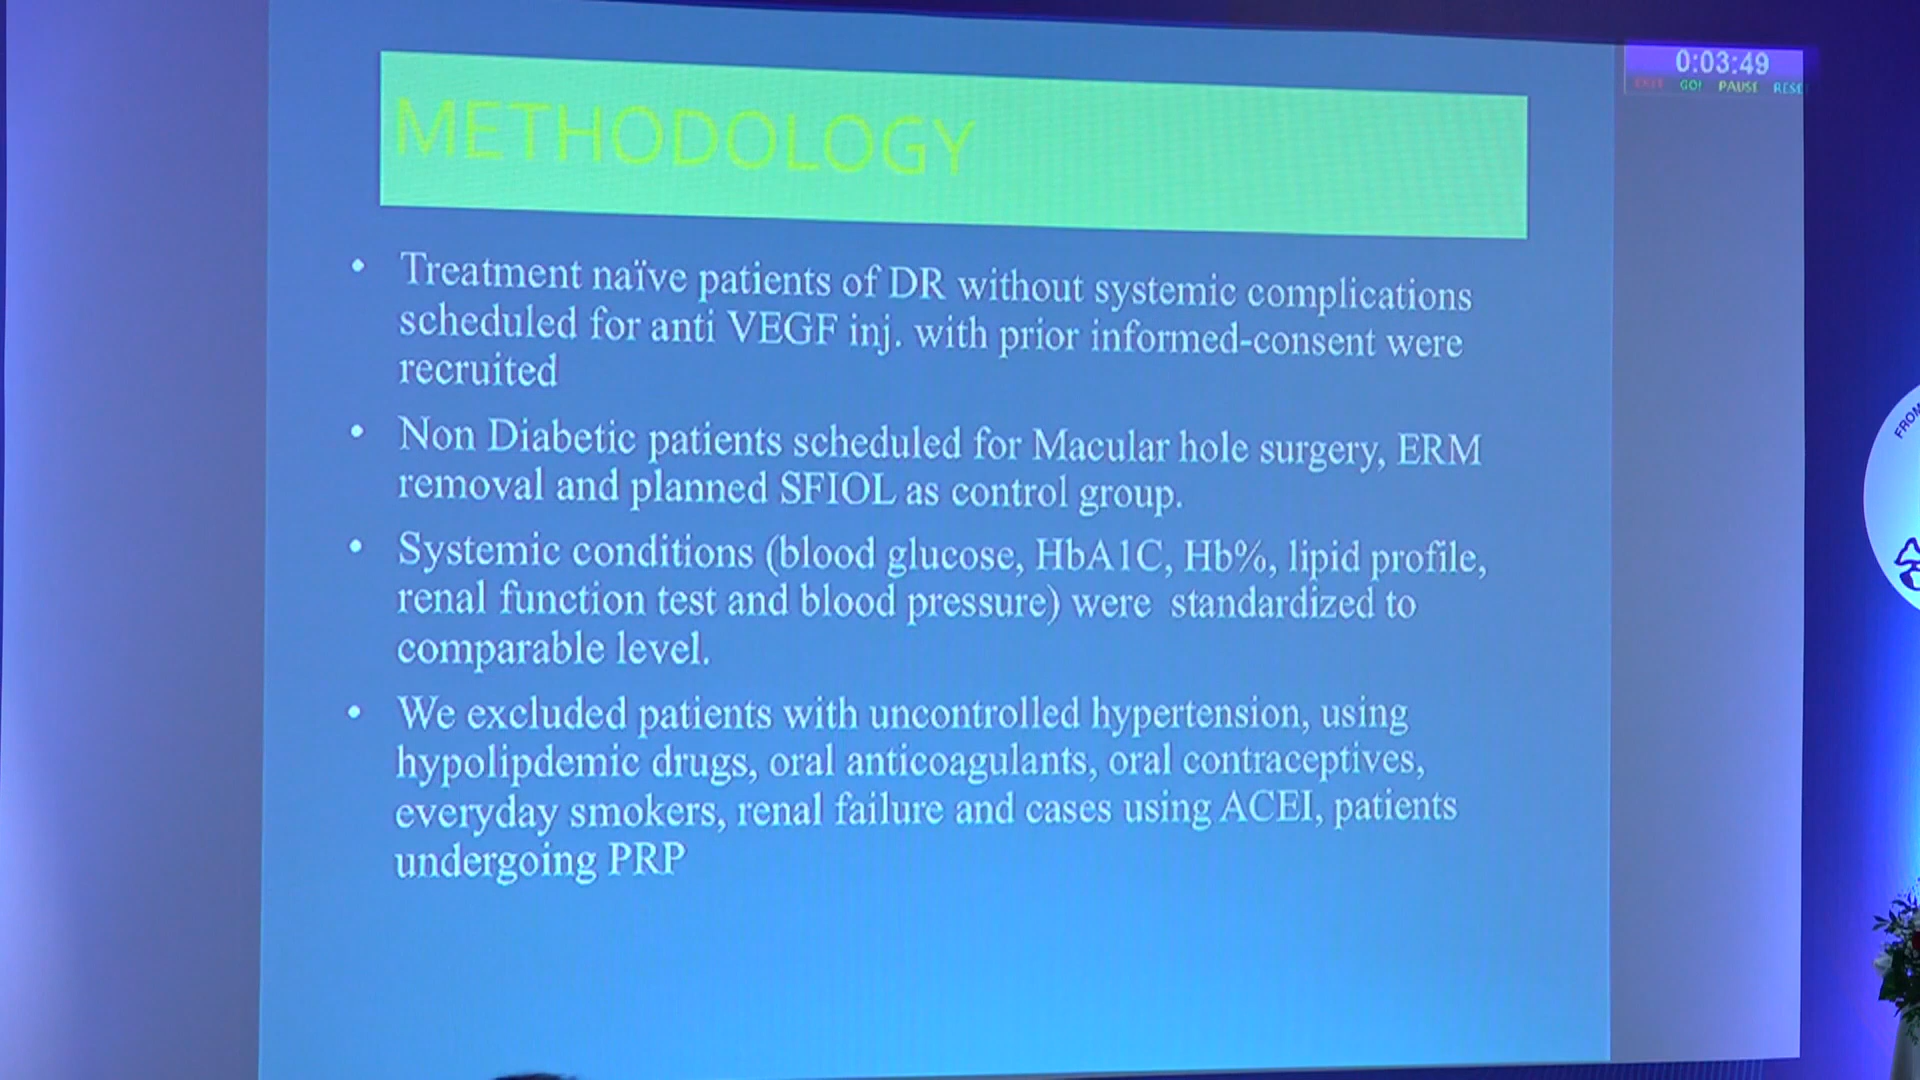 0:03:49
EXIT GO! PAUSE RESE
METHODOLOGY
• Treatment naïve patients of DR without systemic complications
scheduled for anti VEGF inj. with prior informed-consent were
recruited
• Non Diabetic patients scheduled for Macular hole surgery, ERM
removal and planned SFIOL as control group.
• Systemic conditions (blood glucose, HbA1C, Hb%, lipid profile,
renal function test and blood pressure) were standardized to
comparable level.
• We excluded patients with uncontrolled hypertension, using
hypolipdemic drugs, oral anticoagulants, oral contraceptives,
everyday smokers, renal failure and cases using ACEI, patients
undergoing PRP
FROM